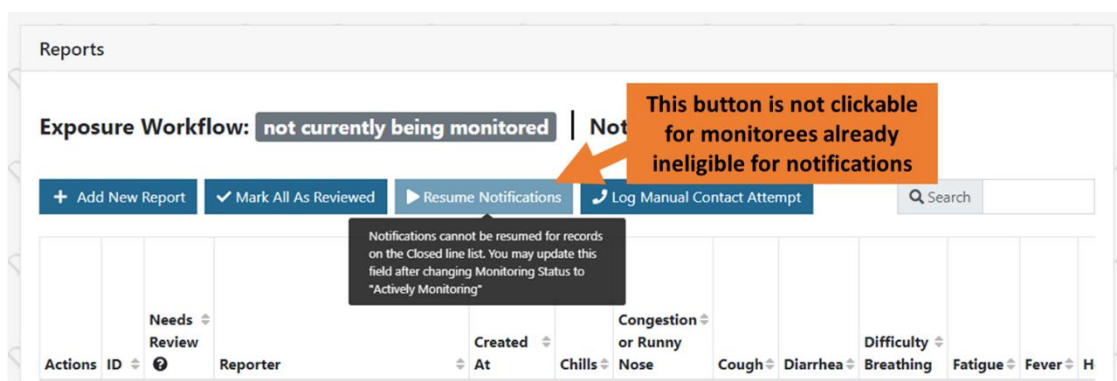 Reports
This button is not clickable
for monitorees already
ineligible for notifications
Exposure Workflow: not currently being monitored | Not
+ Add New Report
✓ Mark All As Reviewed
Resume Notifications
Log Manual Contact Attempt
Search
Notifications cannot be resumed for records
on the Closed line list. You may update this
field after changing Monitoring Status to
"Actively Monitoring"
Actions
ID
Needs
Review
Reporter
Created
At
Chills
Congestion
or Runny
Nose
Cough
Diarrhea
Difficulty
Breathing
Fatigue
Fever
H